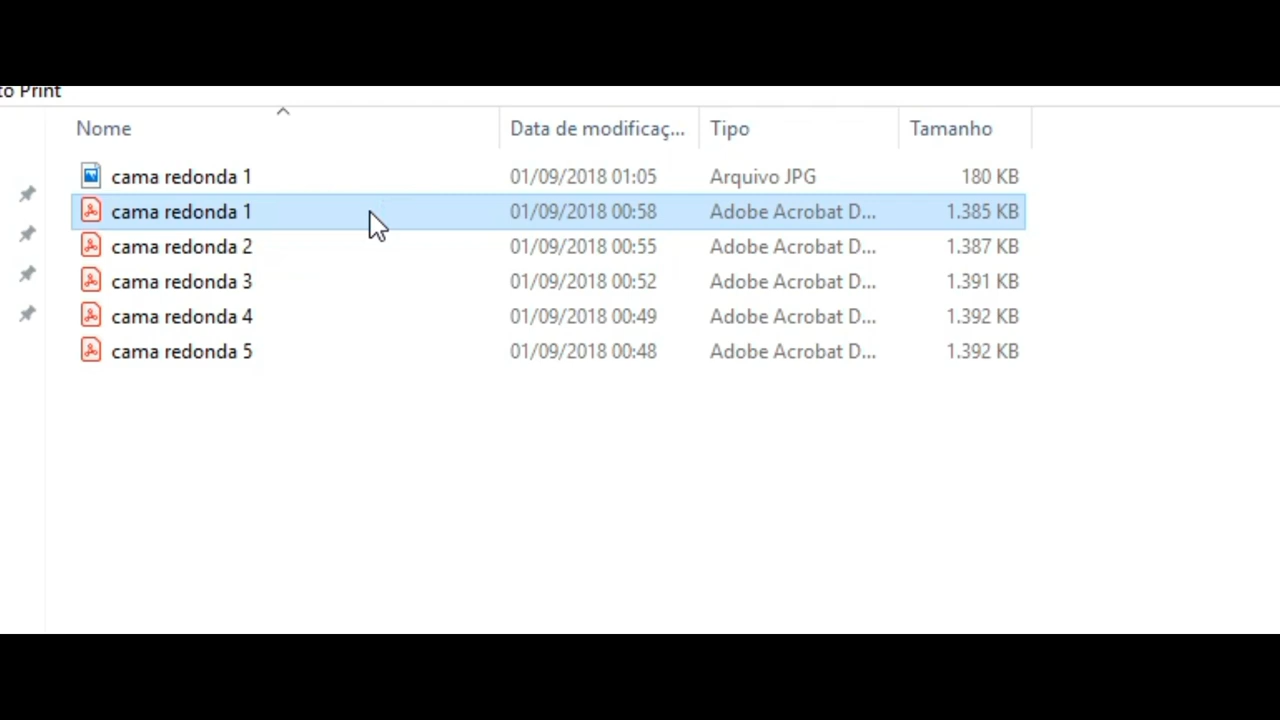 to Print
Nome Data de modificaç... Tipo Tamanho
cama redonda 1 01/09/2018 01:05 Arquivo JPG 180 KB
cama redonda 1 01/09/2018 00:58 Adobe Acrobat D... 1.385 KB
cama redonda 2 01/09/2018 00:55 Adobe Acrobat D... 1.387 KB
cama redonda 3 01/09/2018 00:52 Adobe Acrobat D... 1.391 KB
cama redonda 4 01/09/2018 00:49 Adobe Acrobat D... 1.392 KB
cama redonda 5 01/09/2018 00:48 Adobe Acrobat D... 1.392 KB